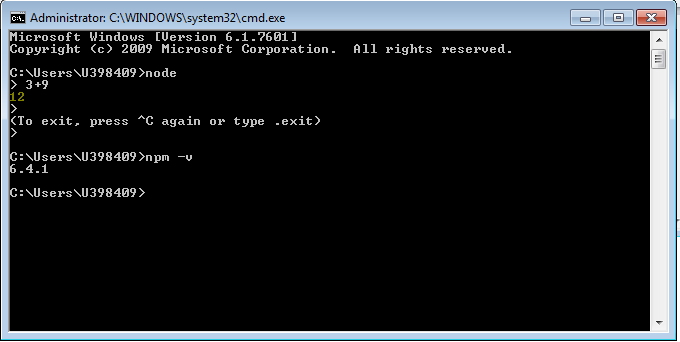 Administrator: C:\WINDOWS\system32\cmd.exe
Microsoft Windows [Version 6.1.7601]
Copyright (c) 2009 Microsoft Corporation.  All rights reserved.
C:\Users\U398409>node
> 3+9
12
>
(To exit, press ^C again or type .exit)
>
C:\Users\U398409>npm -v
6.4.1
C:\Users\U398409>